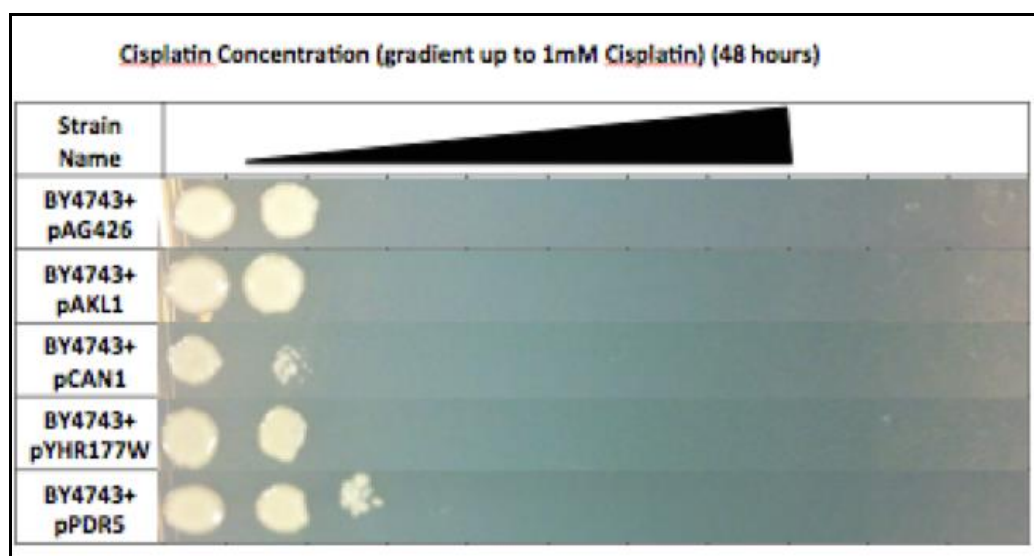 Cisplatin Concentration (gradient up to 1mM Cisplatin) (48 hours)
Strain
Name
BY4743+
pAG426
BY4743+
pAKL1
BY4743+
pCAN1
BY4743+
pYHR177W
BY4743+
pPDR5